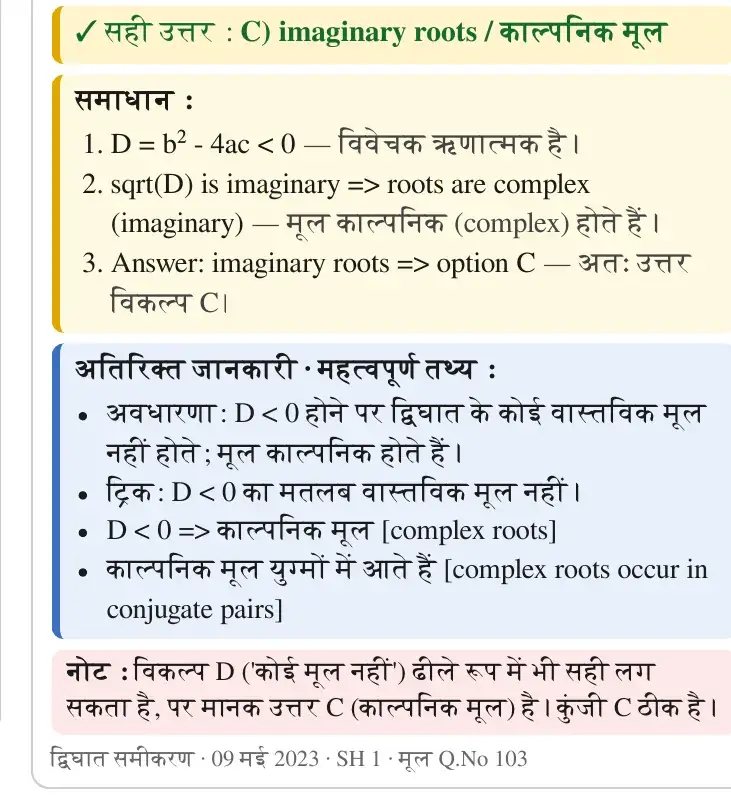 ✓ सही उत्तर : C) imaginary roots / काल्पनिक मूल
समाधान :
1. D = b² - 4ac < 0 — विवेचक ऋणात्मक है।
2. sqrt(D) is imaginary => roots are complex
(imaginary) — मूल काल्पनिक (complex) होते हैं।
3. Answer: imaginary roots => option C — अतः उत्तर
विकल्प C।
अतिरिक्त जानकारी · महत्वपूर्ण तथ्य :
• अवधारणा : D < 0 होने पर द्विघात के कोई वास्तविक मूल
नहीं होते ; मूल काल्पनिक होते हैं।
• ट्रिक : D < 0 का मतलब वास्तविक मूल नहीं।
• D < 0 => काल्पनिक मूल [complex roots]
• काल्पनिक मूल युग्मों में आते हैं [complex roots occur in
conjugate pairs]
नोट : विकल्प D ('कोई मूल नहीं') ढीले रूप में भी सही लग
सकता है, पर मानक उत्तर C (काल्पनिक मूल) है। कुंजी C ठीक है।
द्विघात समीकरण · 09 मई 2023 · SH 1 · मूल Q.No 103